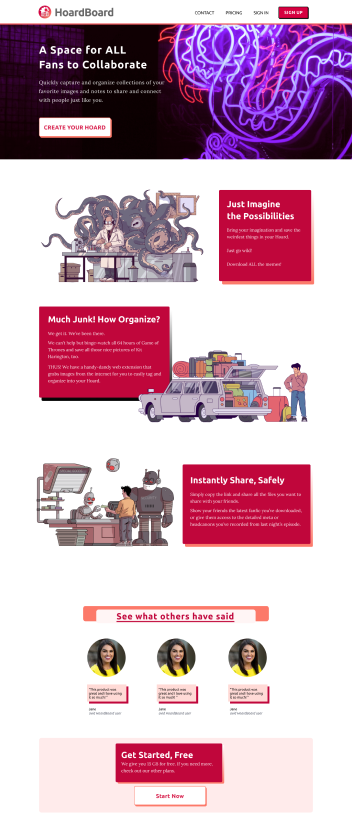 HoardBoard
CONTACT PRICING SIGN IN SIGN UP
A Space for ALL
Fans to Collaborate
Quickly capture and organize collections of your
favorite images and notes to share and connect
with people just like you.
CREATE YOUR HOARD
Just Imagine
the Possibilities
Bring your imagination and save the
weirdest things in your Hoard.
Just go wild!
Download ALL the memes!
Much Junk! How Organize?
We get it. We've been there.
We can't help but binge-watch all 64 hours of Game of
Thrones and save all those nice pictures of Kit
Harington, too.
THUS! We have a handy-dandy web extension that
grabs images from the internet for you to easily tag and
organize into your Hoard.
Instantly Share, Safely
Simply copy the link and share all the files you want to
share with your friends.
Show your friends the latest fanfic you've downloaded,
or give them access to the detailed meta or
headcanons you've recorded from last night's episode.
See what others have said
"This product was
great and I love using
it so much! "
Jane
avid HoardBoard user
"This product was
great and I love using
it so much! "
Jane
avid HoardBoard user
"This product was
great and I love using
it so much! "
Jane
avid HoardBoard user
Get Started, Free
We give you 10 GB for free. If you need more,
check out our other plans.
Start Now